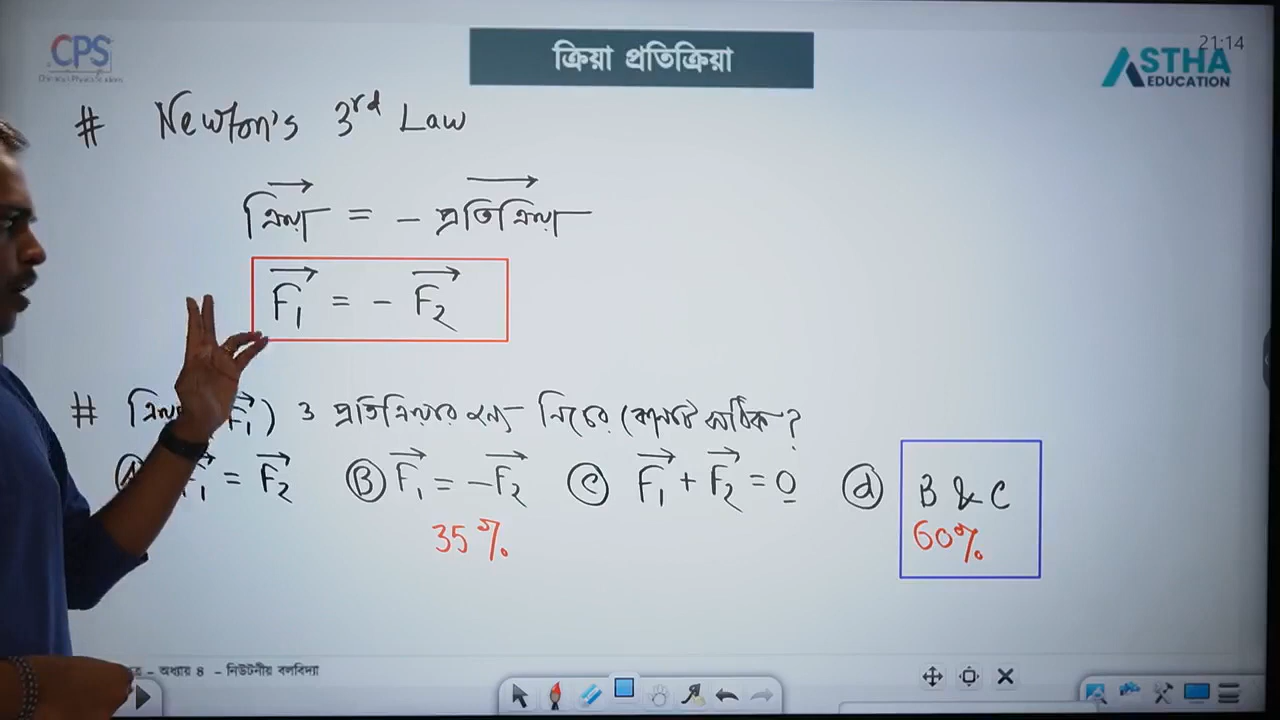 CPS
ক্রিয়া প্রতিক্রিয়া
21:14
ASTHA
EDUCATION
# Newton's 3rd Law
ক্রিয়া = - প্রতিক্রিয়া
F₁ = - F₂
# F₁) ও প্রতিক্রিয়ার জন্য নিচের কোনটি সঠিক?
= F₂ Ⓑ F₁ = -F₂ Ⓒ F₁ + F₂ = 0 ⓓ B & C
35% 60%
- অধ্যায় ৪ - নিউটনীয় বলবিদ্যা